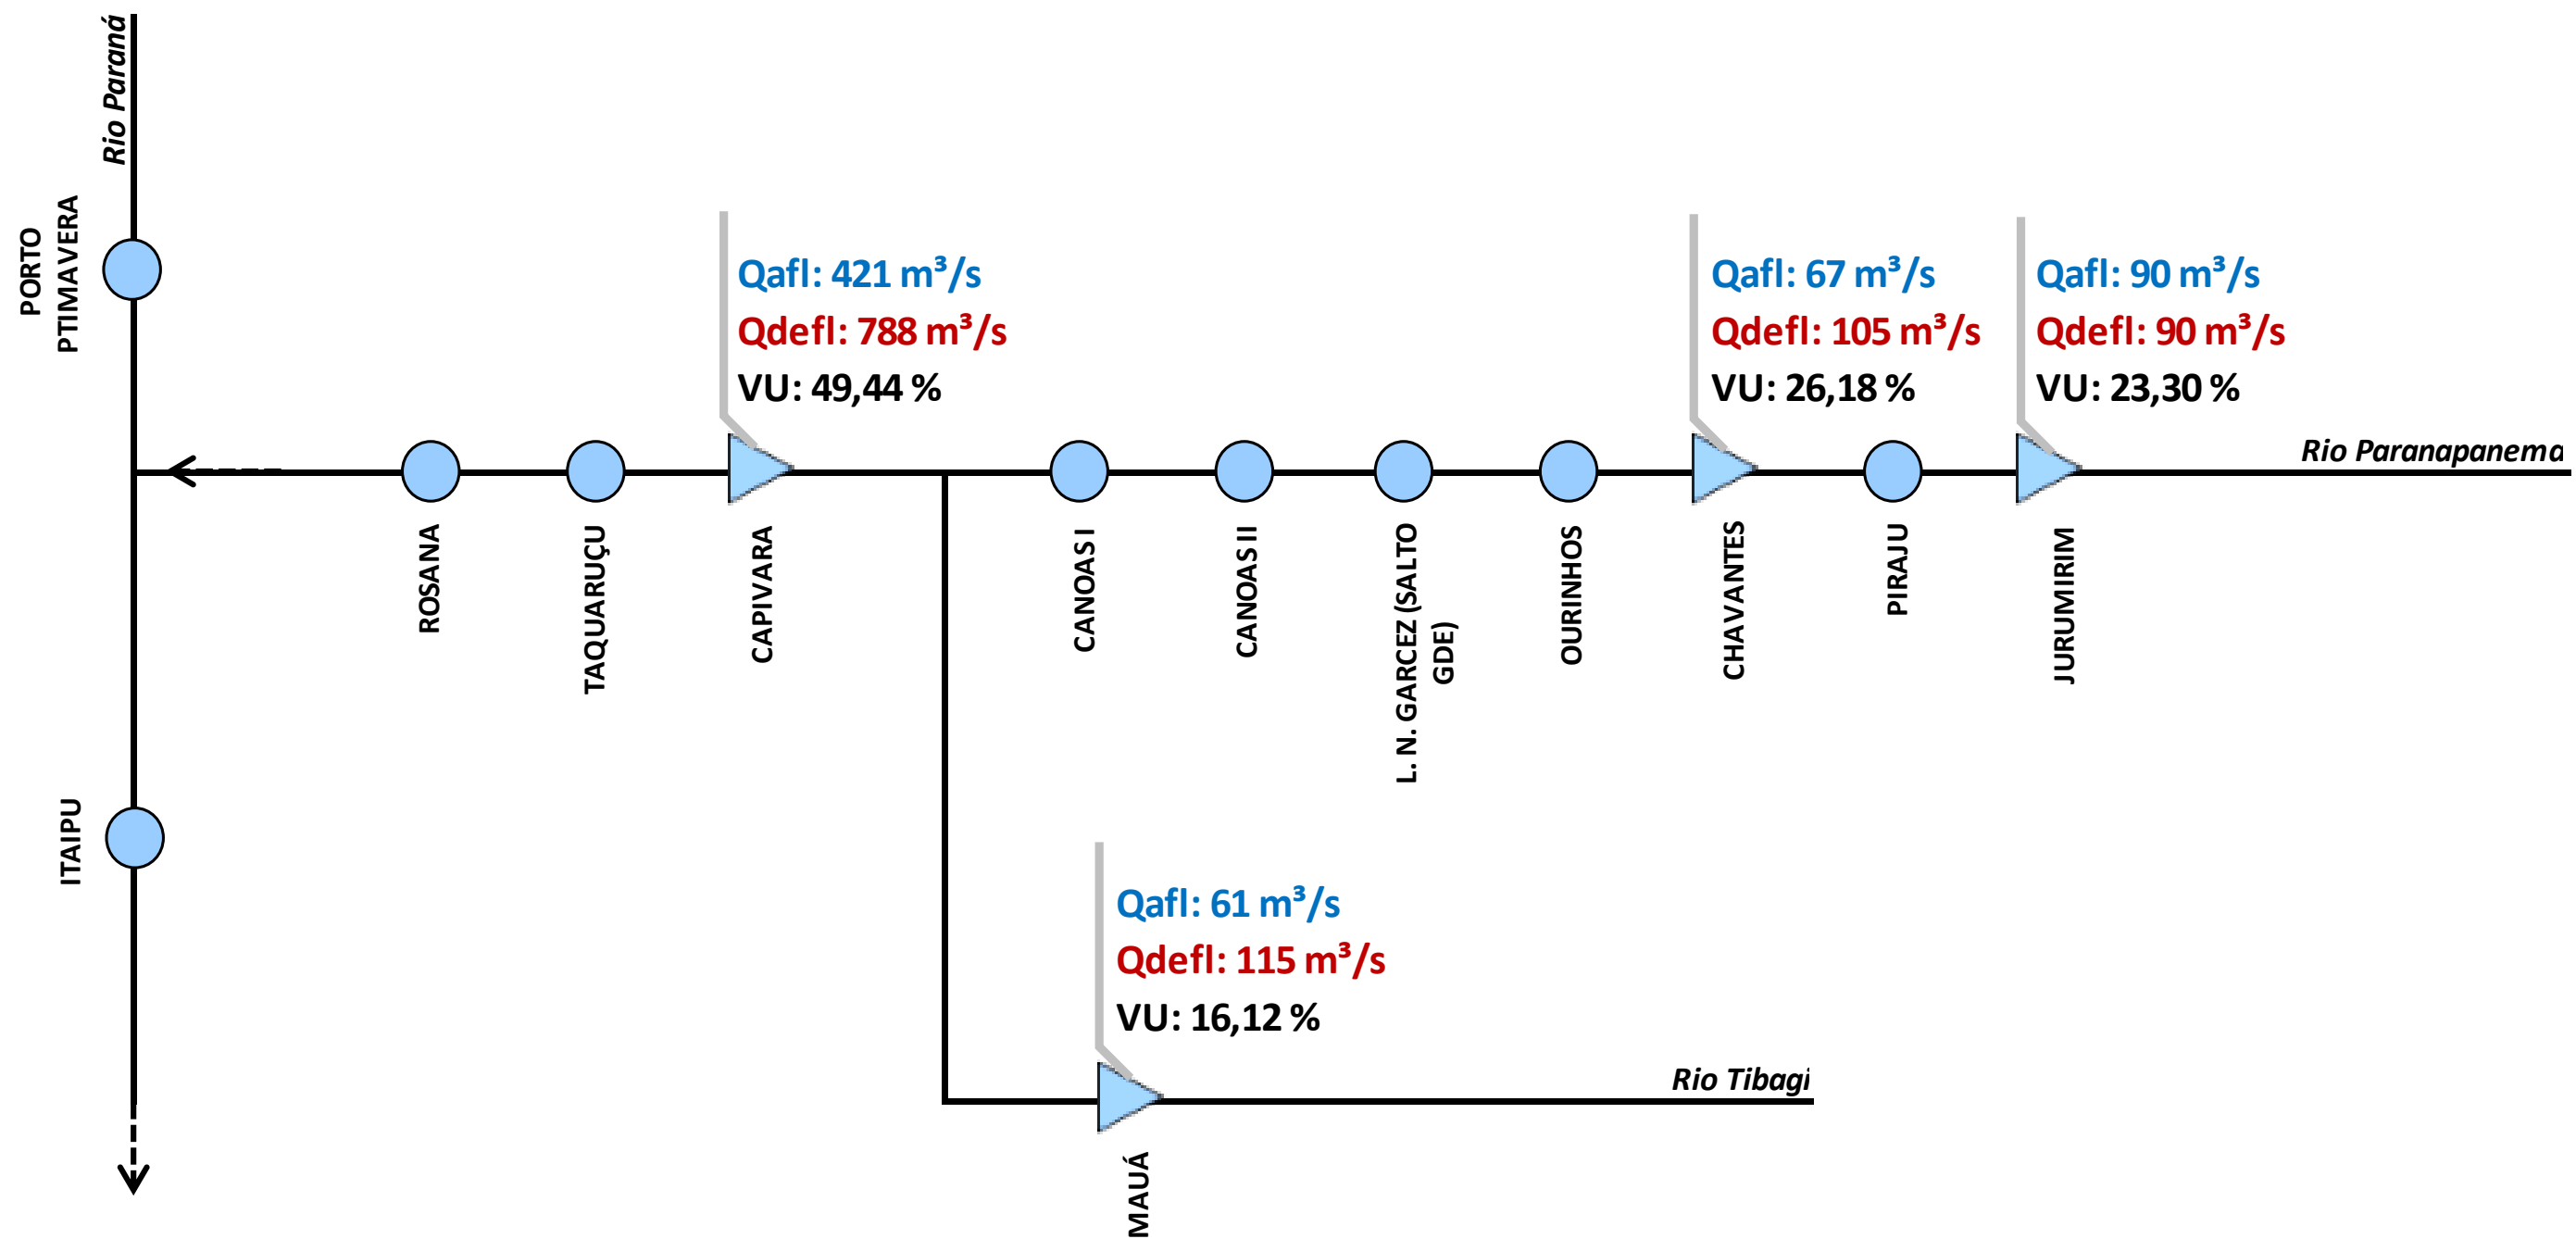 Rio Paraná
PORTO
PTIMAVERA
Qafl: 421 m³/s
Qdefl: 788 m³/s
VU: 49,44 %
Qafl: 67 m³/s
Qdefl: 105 m³/s
VU: 26,18 %
Qafl: 90 m³/s
Qdefl: 90 m³/s
VU: 23,30 %
Rio Paranapanema
ROSANA
TAQUARUÇU
CAPIVARA
CANOAS I
CANOAS II
L. N. GARCEZ (SALTO
GDE)
OURINHOS
CHAVANTES
PIRAJU
JURUMIRIM
ITAIPU
Qafl: 61 m³/s
Qdefl: 115 m³/s
VU: 16,12 %
Rio Tibagi
MAUÁ